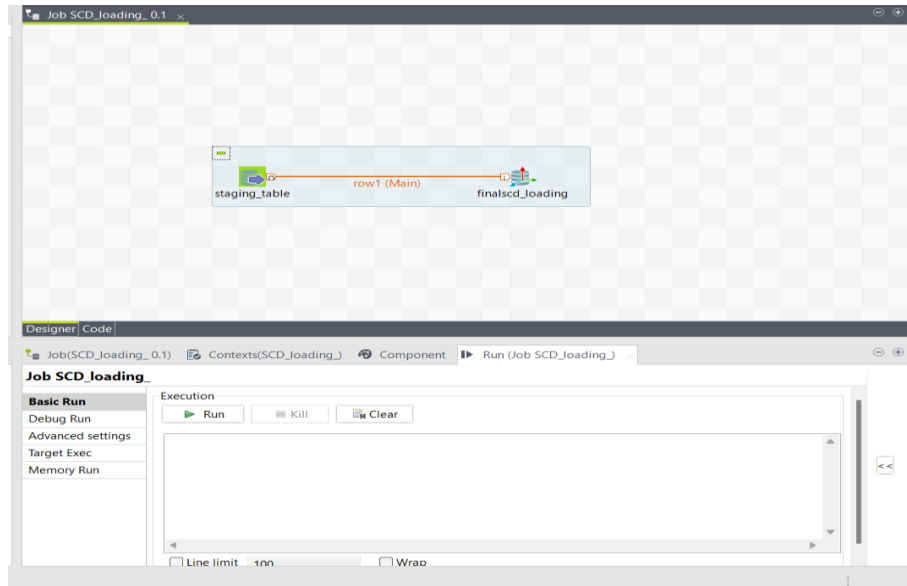 Job SCD_loading_ 0.1
row1 (Main)
staging_table finalscd_loading
Designer Code
Job(SCD_loading_ 0.1) Contexts(SCD_loading_) Component Run (Job SCD_loading_)
Job SCD_loading_
Basic Run
Debug Run
Advanced settings
Target Exec
Memory Run
Execution
Run Kill Clear
<<
Line limit 100 Wrap